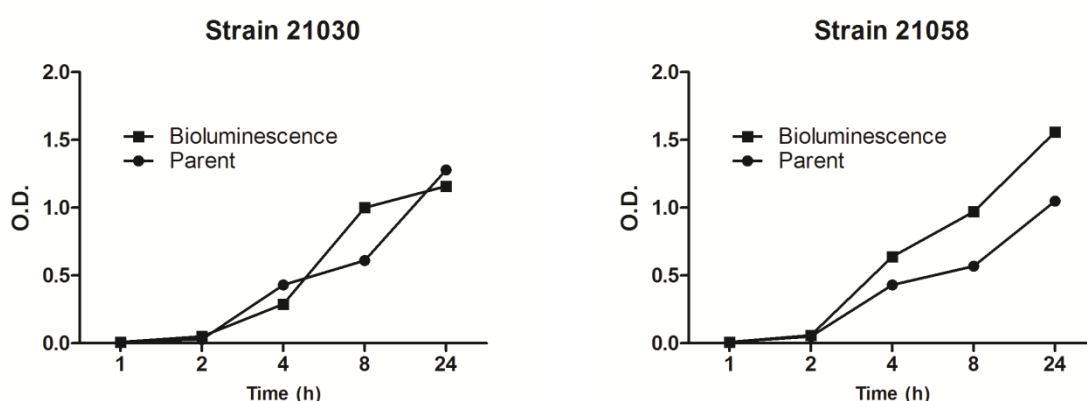 Strain 21030
2.0
1.5
1.0
0.5
0.0
O.D.
Bioluminescence
Parent
1 2 4 8 24
Time (h)
Strain 21058
2.0
1.5
1.0
0.5
0.0
O.D.
Bioluminescence
Parent
1 2 4 8 24
Time (h)